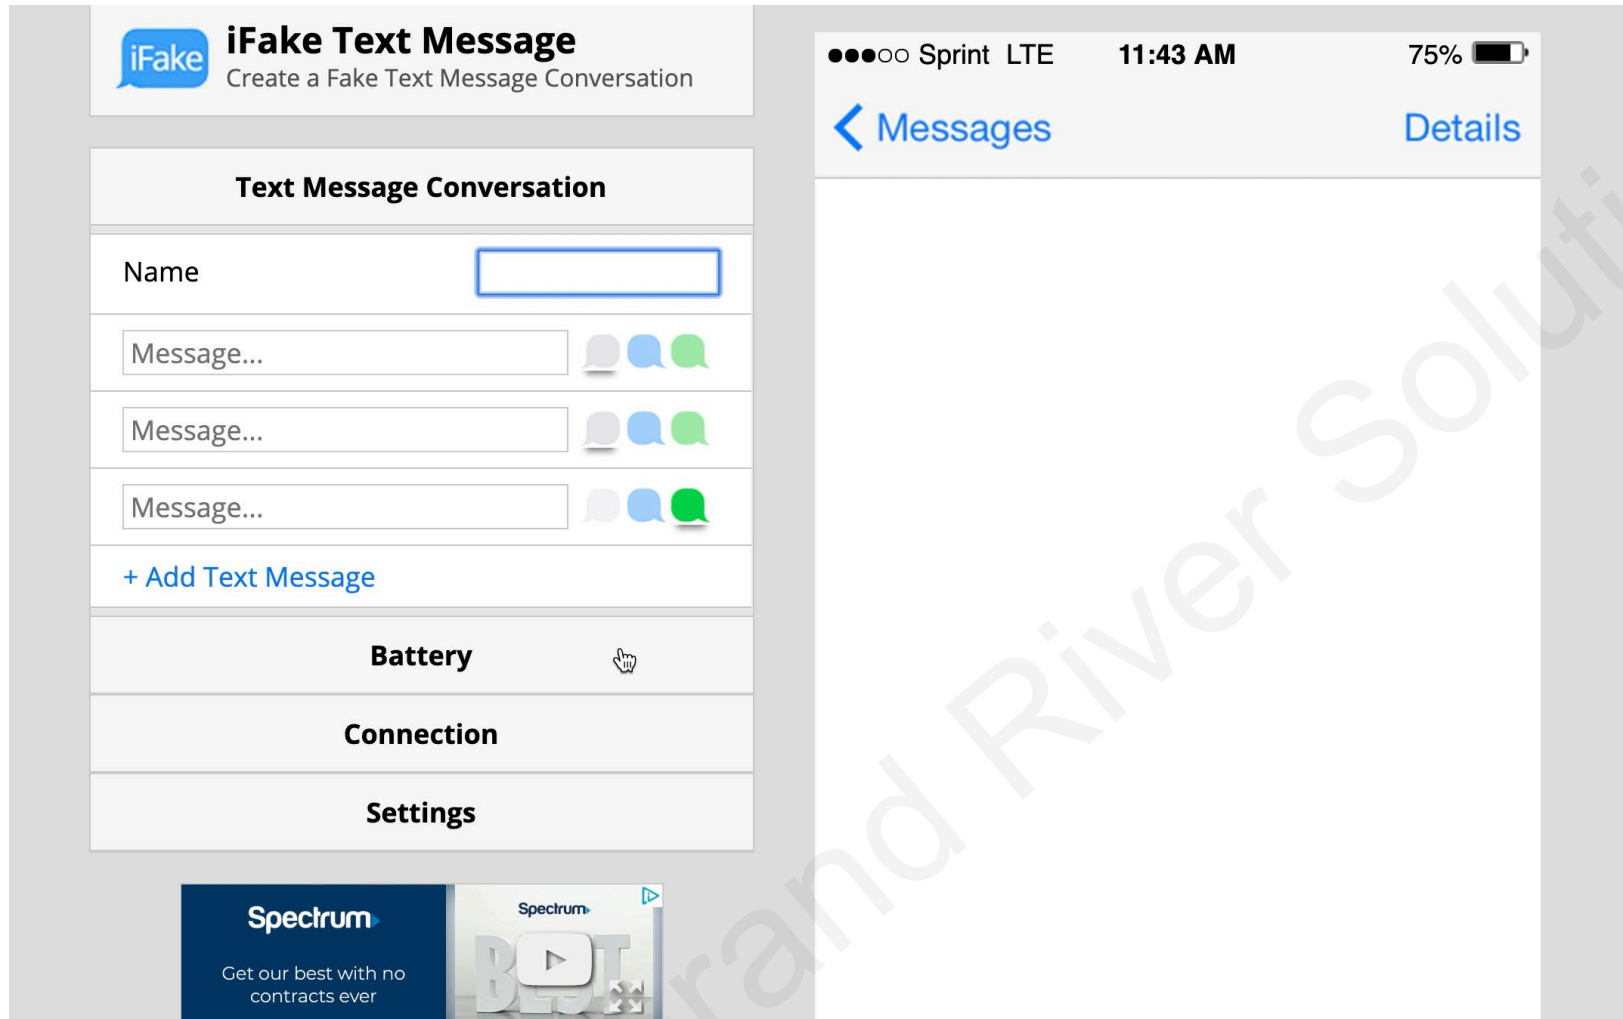 iFake
iFake Text Message
Create a Fake Text Message Conversation
Text Message Conversation
Name
Message...
Message...
Message...
+ Add Text Message
Battery
Connection
Settings
Spectrum
Get our best with no
contracts ever
Spectrum
BEST
Sprint LTE 11:43 AM 75%
Messages Details
rand River Soluti